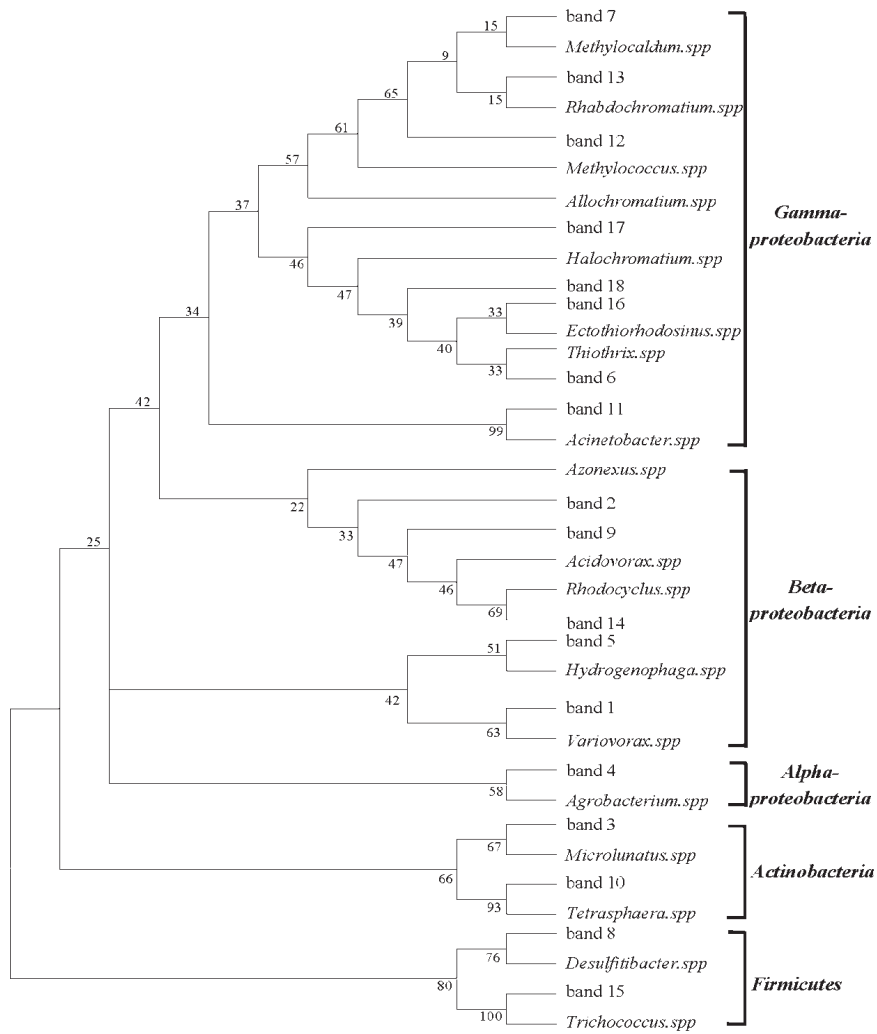 band 7
15
Methylocaldum.spp
9
band 13
15
Rhabdochromatium.spp
65
band 12
61
Methylococcus.spp
57
Allochromatium.spp
37
band 17
46
Halochromatium.spp
47
band 18
39
band 16
33
Ectothiorhodosinus.spp
40
Thiothrix.spp
33
band 6
34
band 11
99
Acinetobacter.spp
Gamma-
proteobacteria
42
Azonexus.spp
22
band 2
33
band 9
47
Acidovorax.spp
46
Rhodocyclus.spp
69
band 14
25
band 5
51
Hydrogenophaga.spp
42
band 1
63
Variovorax.spp
Beta-
proteobacteria
band 4
58
Agrobacterium.spp
Alpha-
proteobacteria
band 3
67
Microlunatus.spp
66
band 10
93
Tetrasphaera.spp
Actinobacteria
band 8
76
Desulfitibacter.spp
80
band 15
100
Trichococcus.spp
Firmicutes